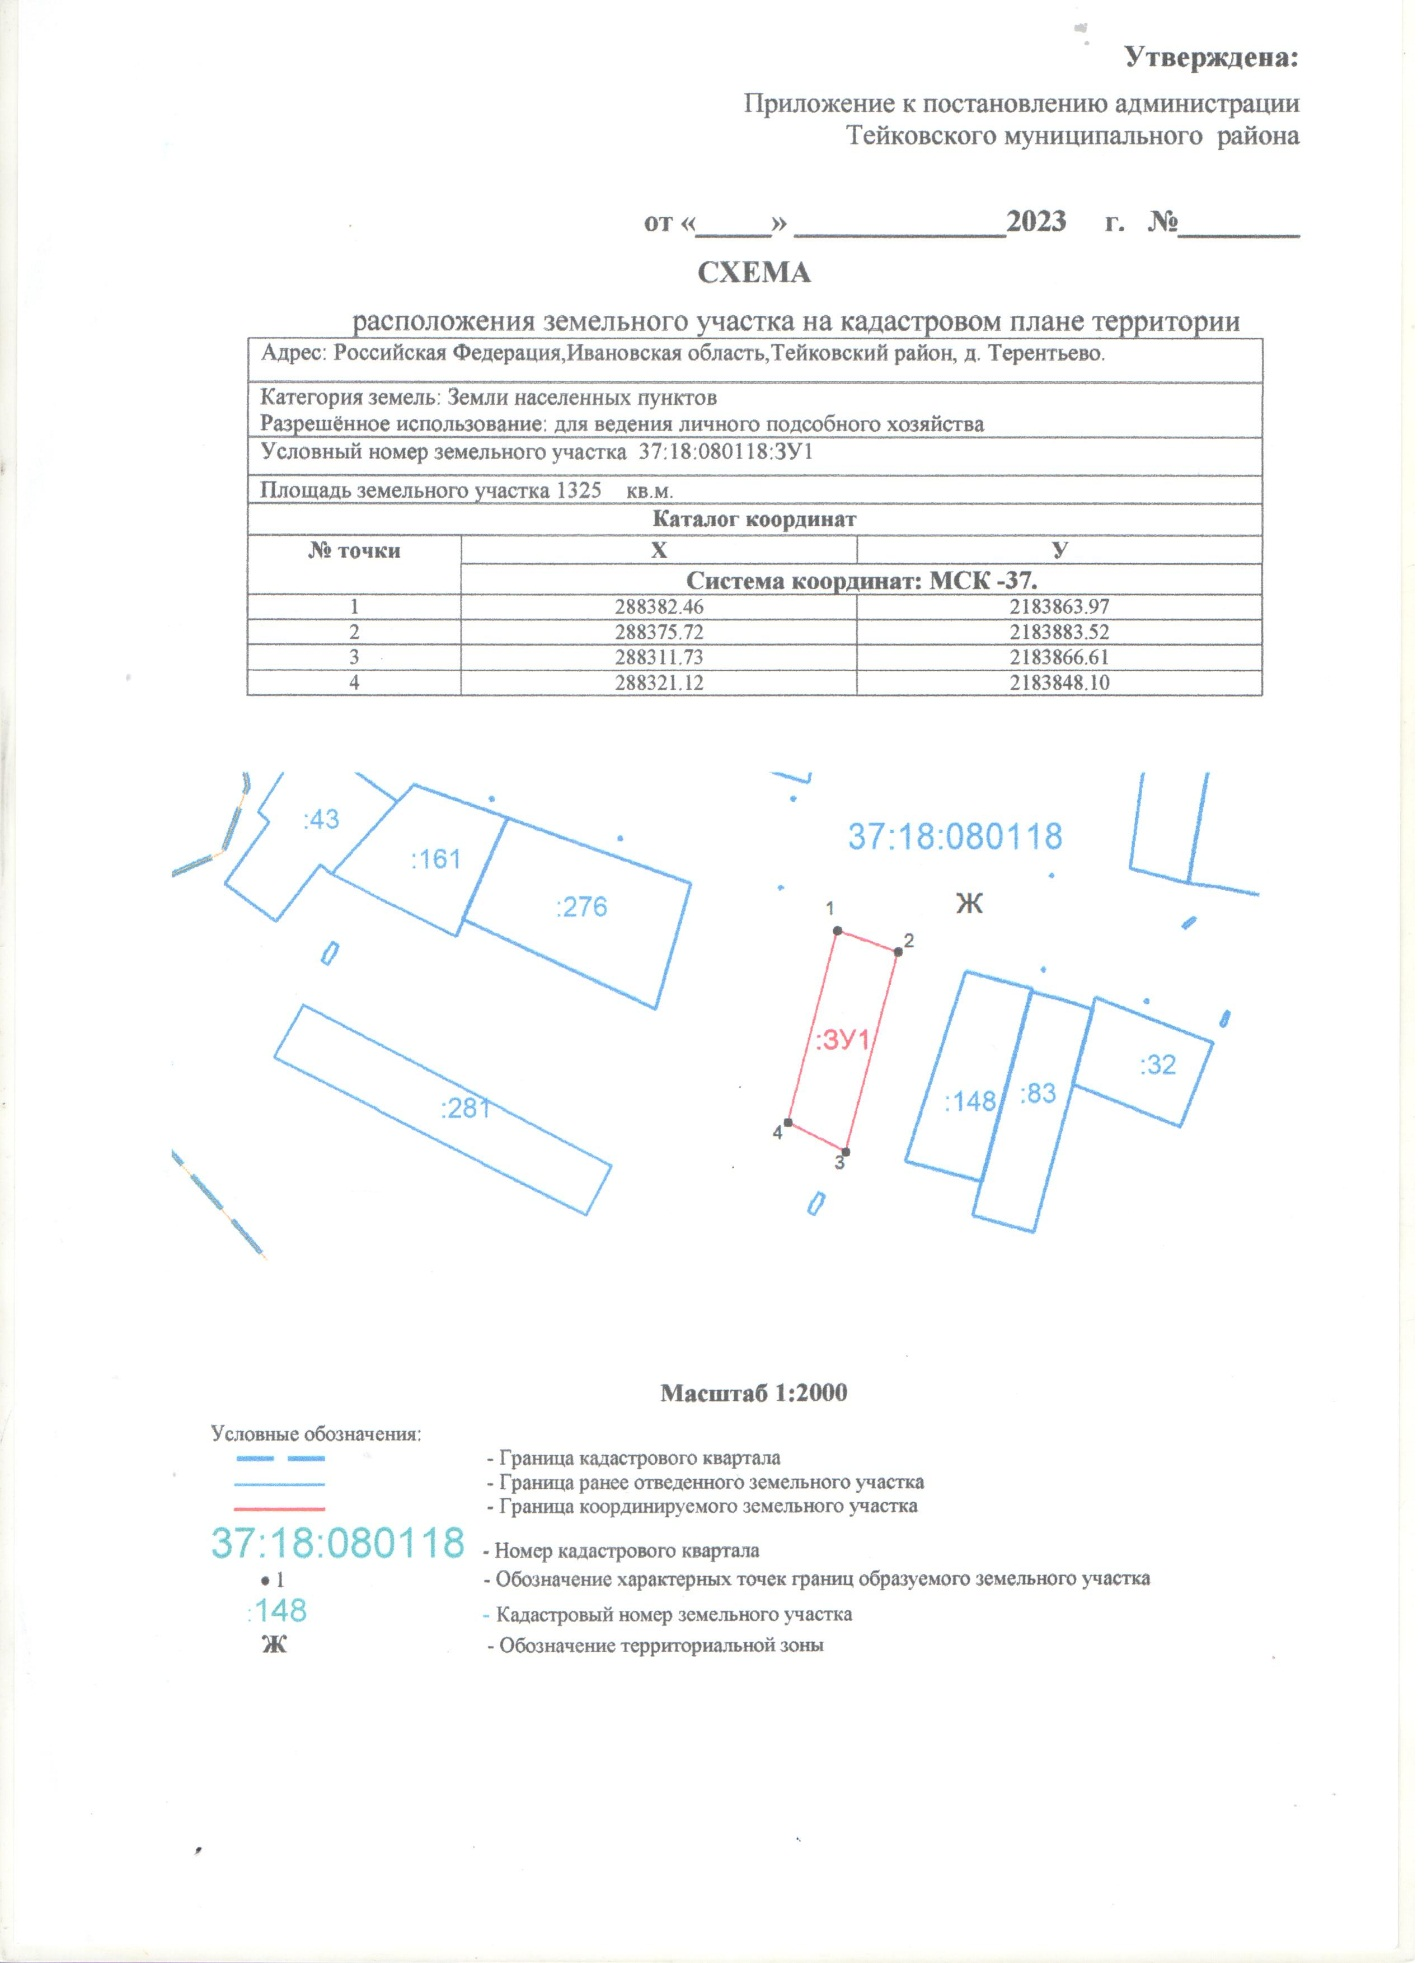 Утверждена:
Приложение к постановлению администрации
Тейковского муниципального района
от «_____» ______________2023 г. №________
СХЕМА
расположения земельного участка на кадастровом плане территории
Адрес: Российская Федерация,Ивановская область,Тейковский район, д. Терентьево.
Категория земель: Земли населенных пунктов
Разрешённое использование: для ведения личного подсобного хозяйства
Условный номер земельного участка 37:18:080118:ЗУ1
Площадь земельного участка 1325 кв.м.
Каталог координат
№ точки Х У
Система координат: МСК -37.
1 288382.46 2183863.97
2 288375.72 2183883.52
3 288311.73 2183866.61
4 288321.12 2183848.10
:43
:161
:276
:281
37:18:080118
Ж
1
2
:ЗУ1
4
3
:148
:83
:32
Масштаб 1:2000
Условные обозначения:
- Граница кадастрового квартала
- Граница ранее отведенного земельного участка
- Граница координируемого земельного участка
37:18:080118 - Номер кадастрового квартала
• 1 - Обозначение характерных точек границ образуемого земельного участка
:148 - Кадастровый номер земельного участка
Ж - Обозначение территориальной зоны